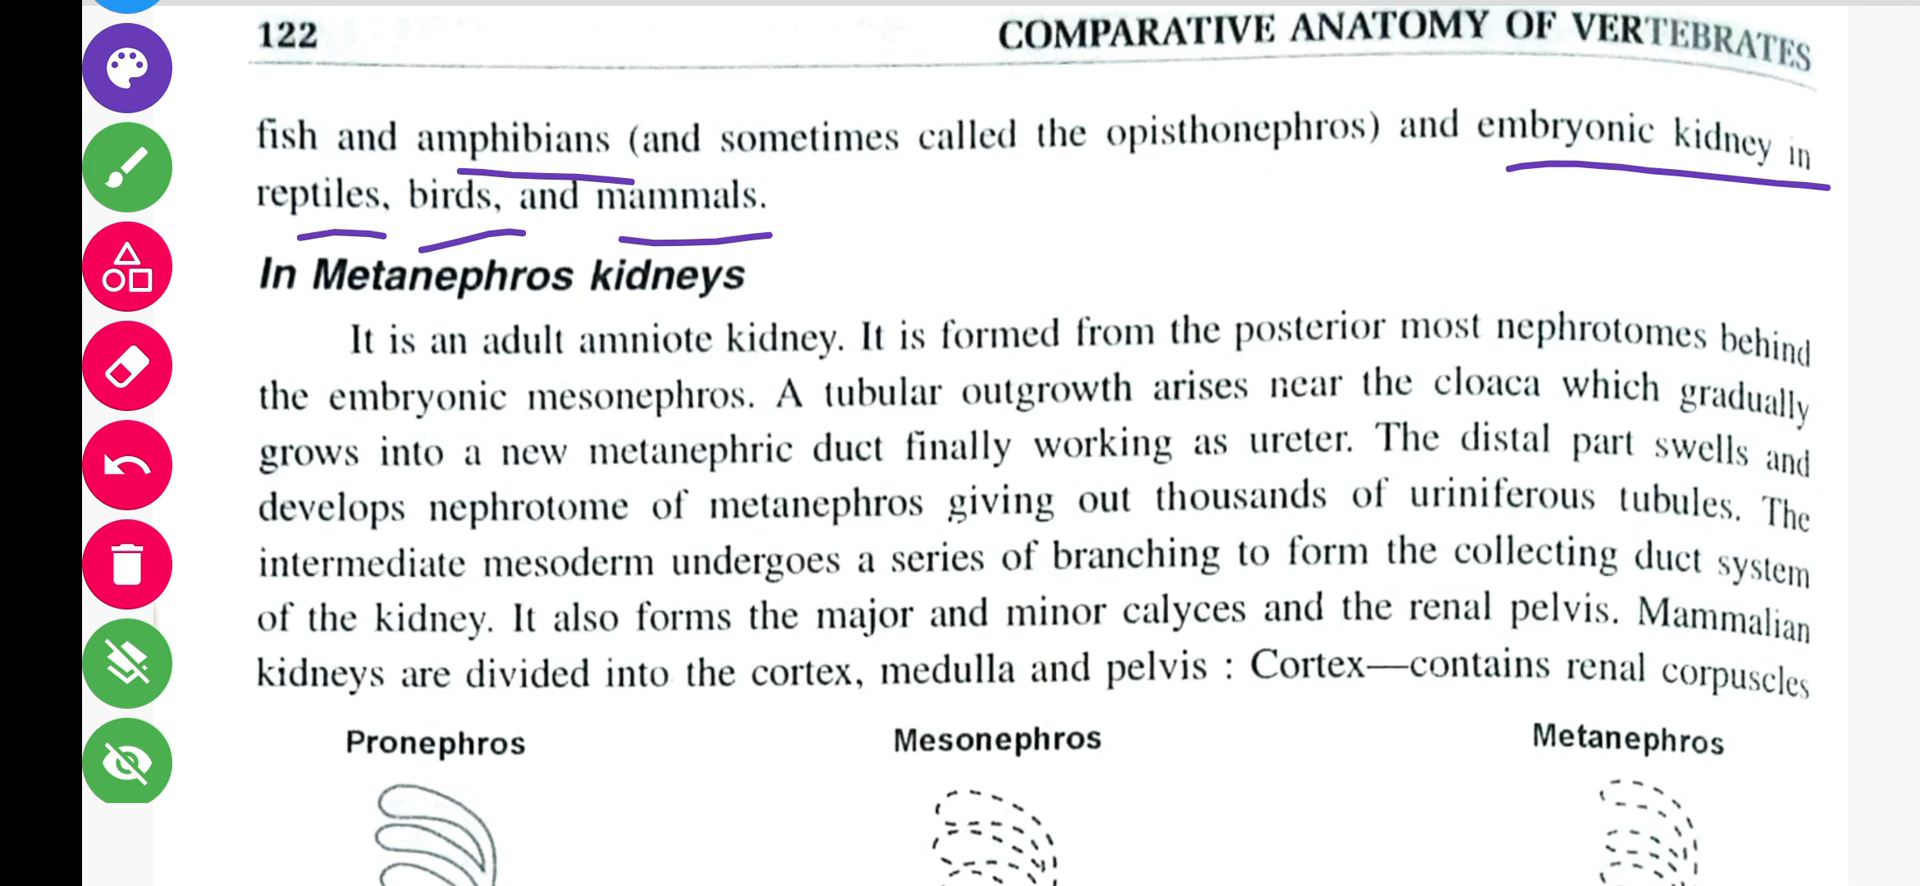 122 COMPARATIVE ANATOMY OF VERTEBRATES
fish and amphibians (and sometimes called the opisthonephros) and embryonic kidney in
reptiles, birds, and mammals.
In Metanephros kidneys
It is an adult amniote kidney. It is formed from the posterior most nephrotomes behind
the embryonic mesonephros. A tubular outgrowth arises near the cloaca which gradually
grows into a new metanephric duct finally working as ureter. The distal part swells and
develops nephrotome of metanephros giving out thousands of uriniferous tubules. The
intermediate mesoderm undergoes a series of branching to form the collecting duct system
of the kidney. It also forms the major and minor calyces and the renal pelvis. Mammalian
kidneys are divided into the cortex, medulla and pelvis : Cortex—contains renal corpuscles
Pronephros Mesonephros Metanephros